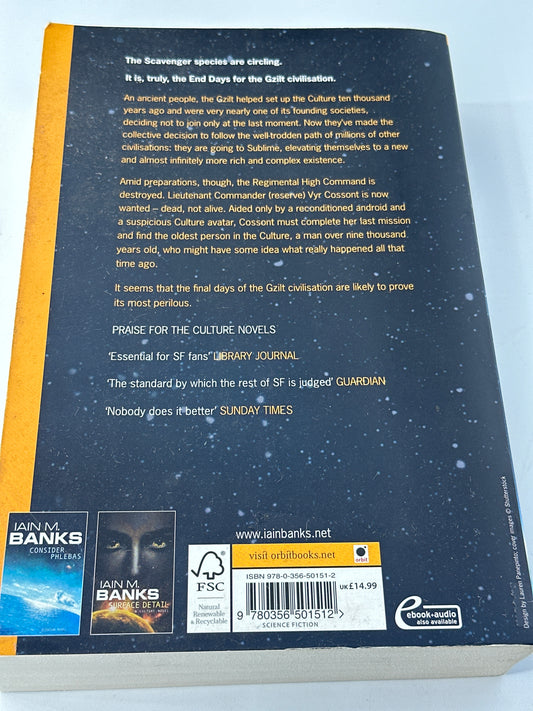 The Scavenger species are circling.
It is, truly, the End Days for the Gzilt civilisation.
An ancient people, the Gzilt helped set up the Culture ten thousand
years ago and were very nearly one of its founding societies,
deciding not to join only at the last moment. Now they've made the
collective decision to follow the well-trodden path of millions of other
civilisations: they are going to Sublime, elevating themselves to a new
and almost infinitely more rich and complex existence.
Amid preparations, though, the Regimental High Command is
destroyed. Lieutenant Commander (reserve) Vyr Cossont is now
wanted – dead, not alive. Aided only by a reconditioned android and
a suspicious Culture avatar, Cossont must complete her last mission
and find the oldest person in the Culture, a man over nine thousand
years old, who might have some idea what really happened all that
time ago.
It seems that the final days of the Gzilt civilisation are likely to prove
its most perilous.
PRAISE FOR THE CULTURE NOVELS
'Essential for SF fans' LIBRARY JOURNAL
'The standard by which the rest of SF is judged' GUARDIAN
'Nobody does it better' SUNDAY TIMES
IAIN M.
BANKS
CONSIDER
PHLEBAS
IAIN M.
BANKS
SURFACE DETAIL
A CULTURE NOVEL
www.iainbanks.net
visit orbitbooks.net
orbit
FSC
Natural
Renewable
& Recyclable
ISBN 978-0-356-50151-2
UK £14.99
9 780356 501512 >
SCIENCE FICTION
ebook+audio
also available
cover images © Shutterstock